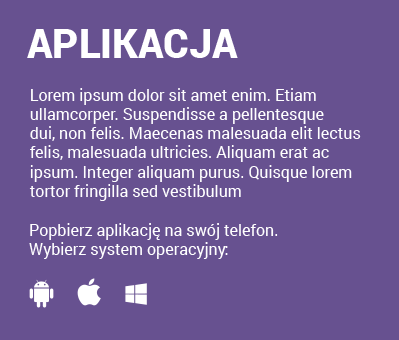 APLIKACJA
Lorem ipsum dolor sit amet enim. Etiam
ullamcorper. Suspendisse a pellentesque
dui, non felis. Maecenas malesuada elit lectus
felis, malesuada ultricies. Aliquam erat ac
ipsum. Integer aliquam purus. Quisque lorem
tortor fringilla sed vestibulum
Popbierz aplikację na swój telefon.
Wybierz system operacyjny: